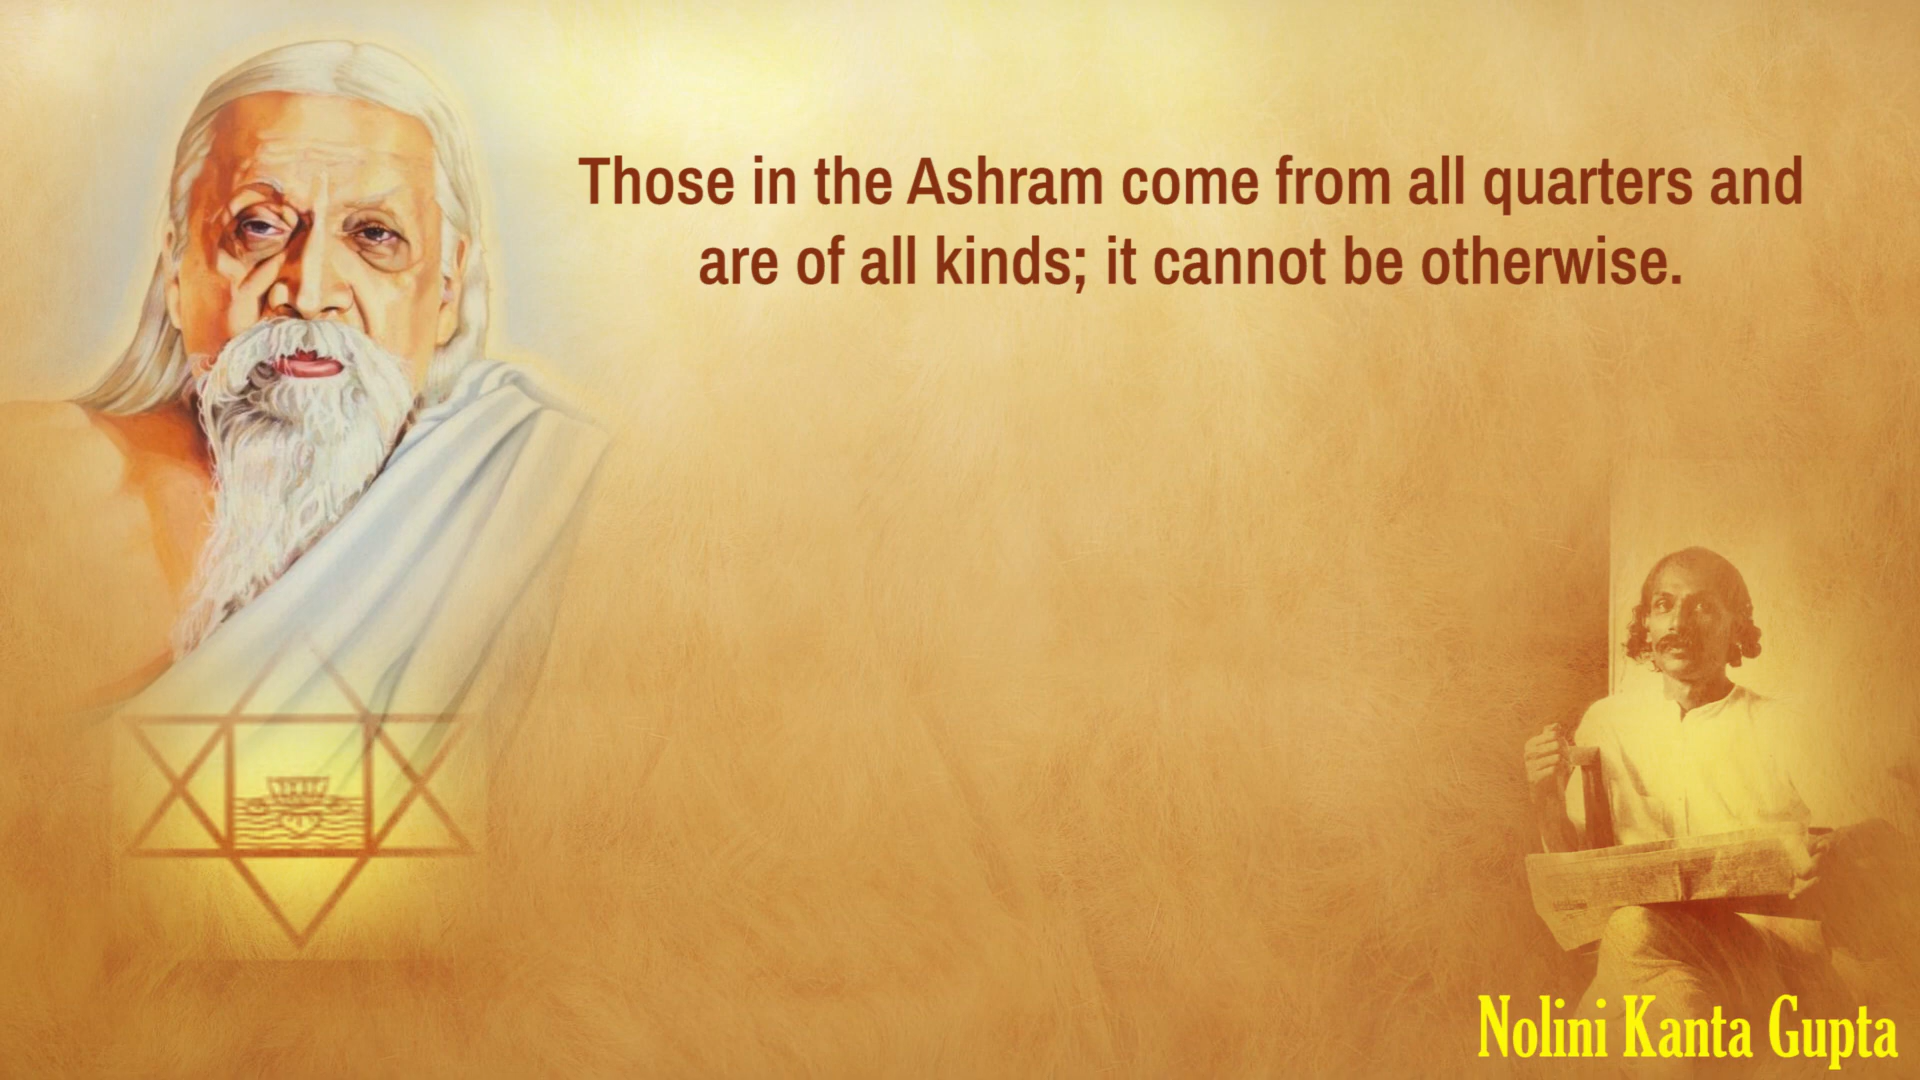 Those in the Ashram come from all quarters and
are of all kinds; it cannot be otherwise.
Nolini Kanta Gupta